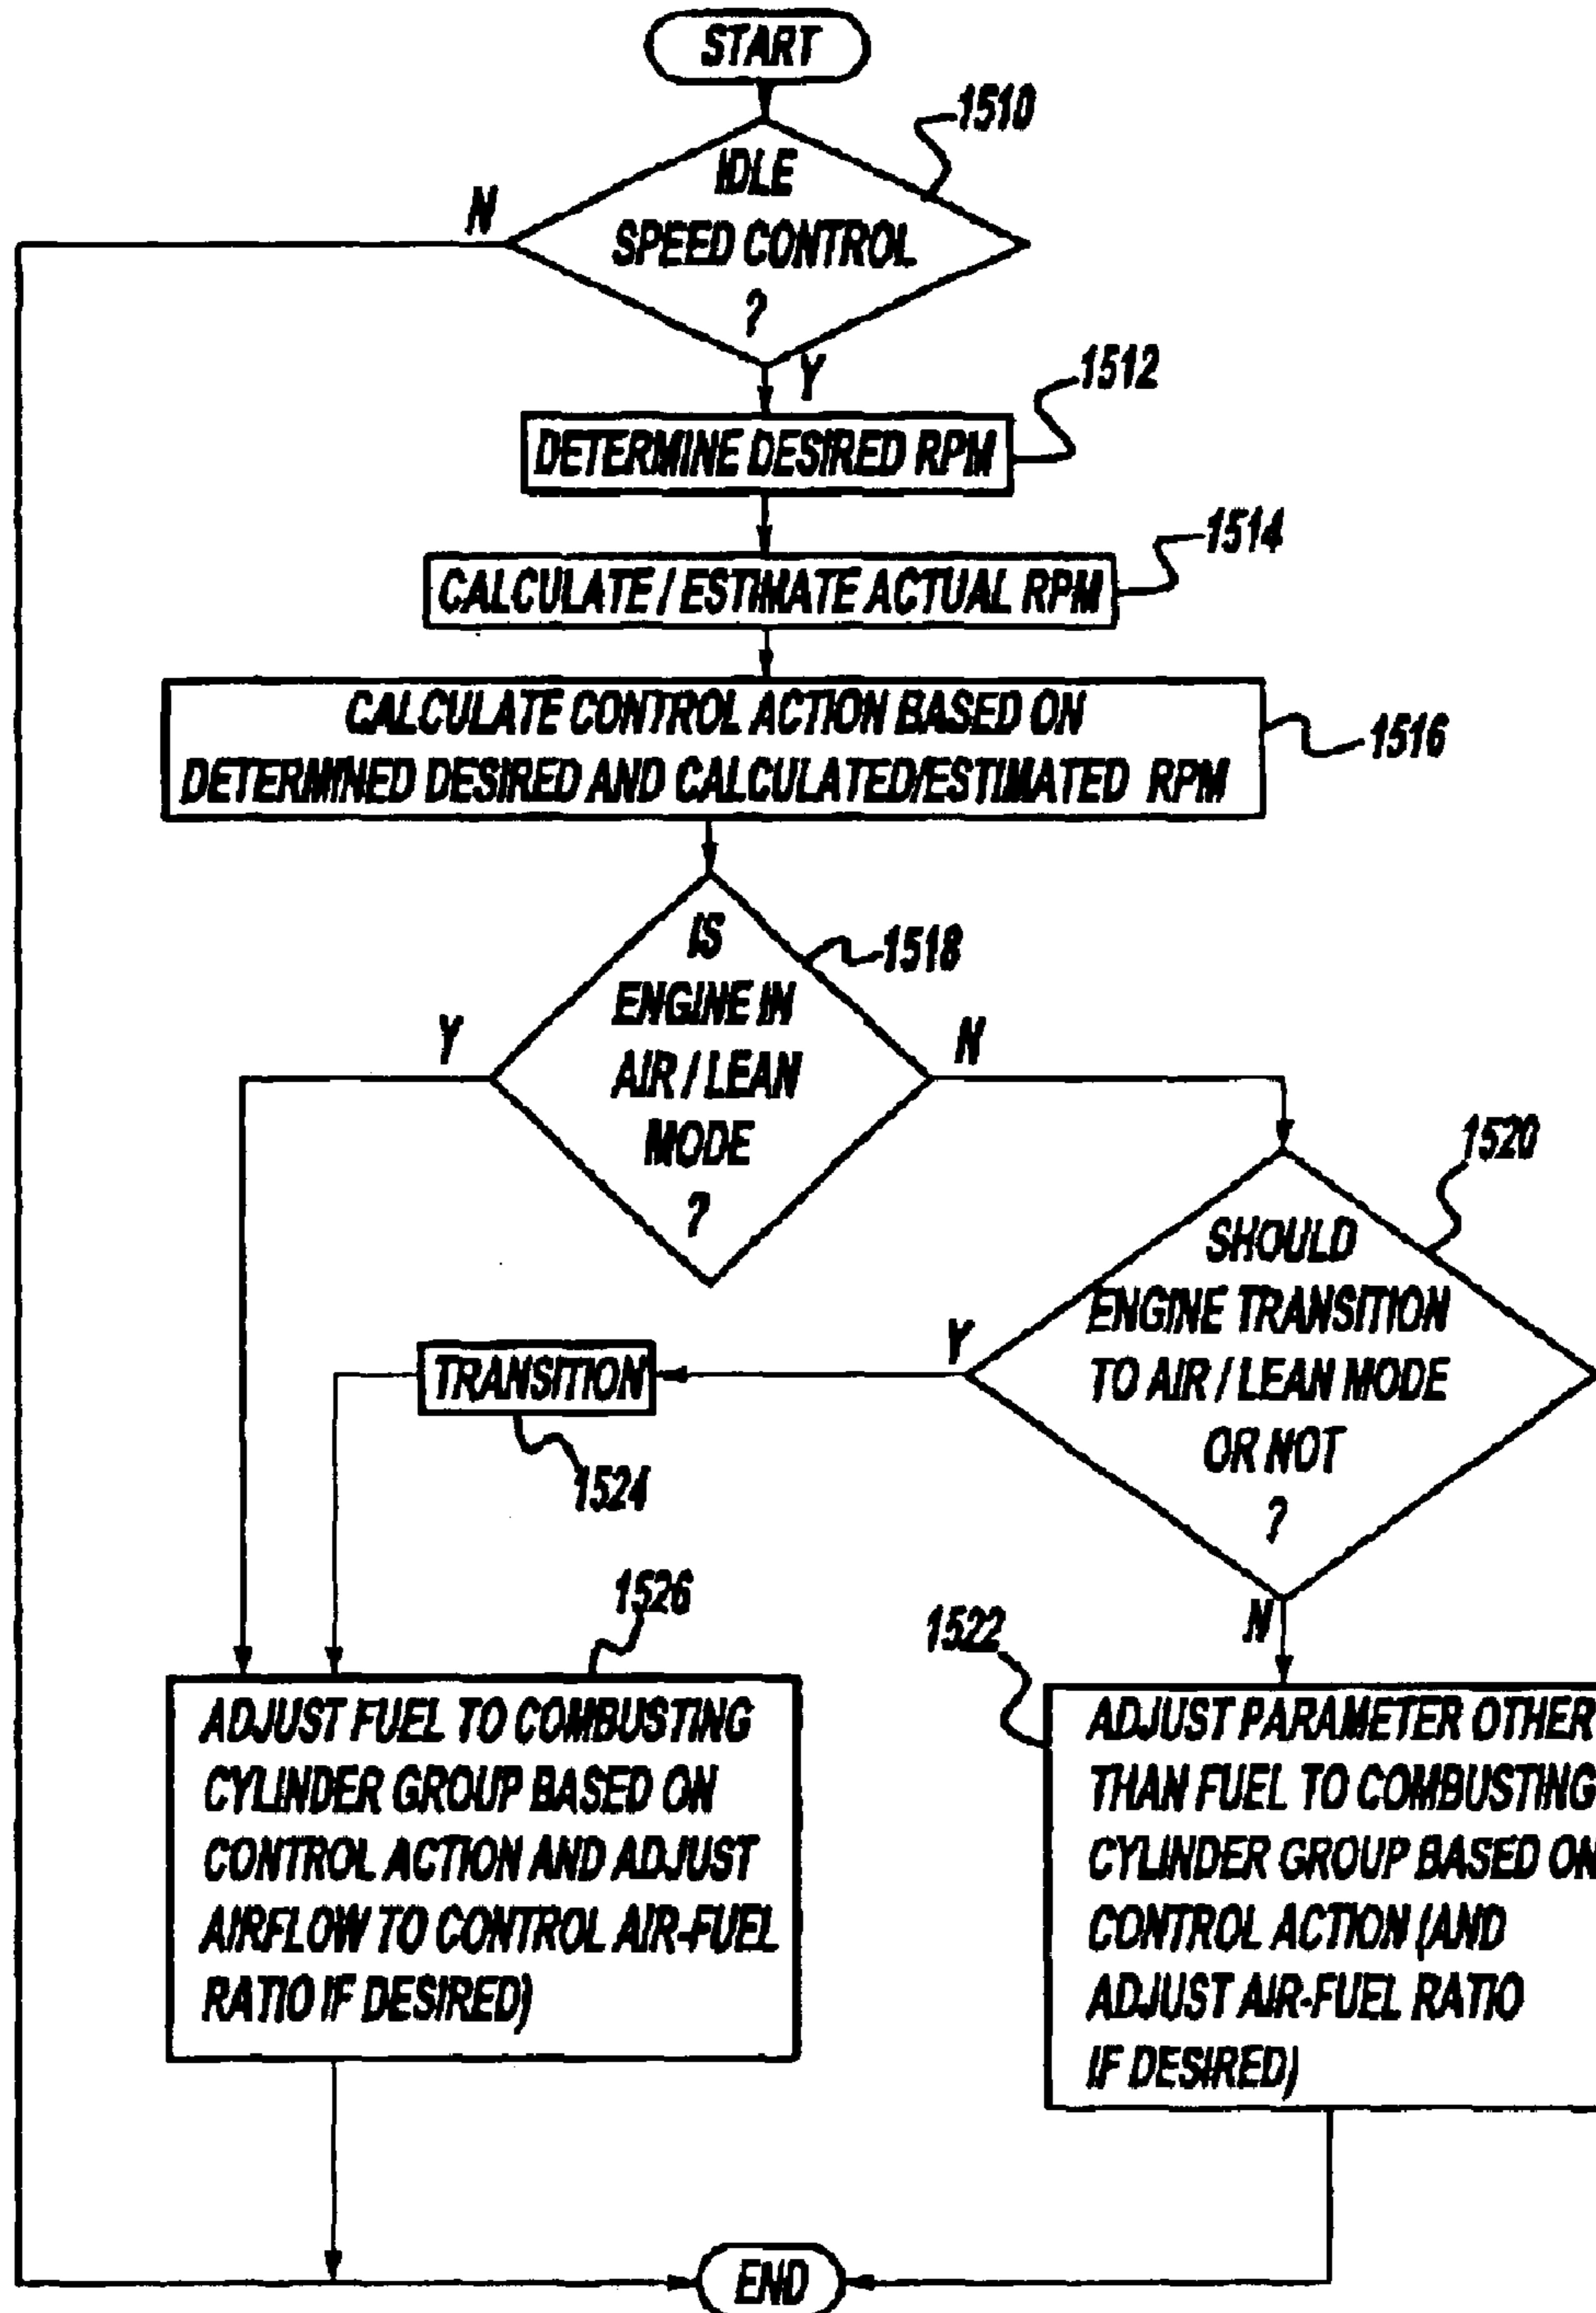 START
1510
IDLE
SPEED CONTROL
?
N
Y
1512
DETERMINE DESIRED RPM
1514
CALCULATE / ESTIMATE ACTUAL RPM
CALCULATE CONTROL ACTION BASED ON
DETERMINED DESIRED AND CALCULATED/ESTIMATED RPM
1516
IS
ENGINE IN
AIR / LEAN
MODE
?
1518
Y
N
1520
SHOULD
ENGINE TRANSITION
TO AIR / LEAN MODE
OR NOT
?
Y
TRANSITION
1524
N
1526
1522
ADJUST FUEL TO COMBUSTING
CYLINDER GROUP BASED ON
CONTROL ACTION AND ADJUST
AIRFLOW TO CONTROL AIR-FUEL
RATIO IF DESIRED)
ADJUST PARAMETER OTHER
THAN FUEL TO COMBUSTING
CYLINDER GROUP BASED ON
CONTROL ACTION (AND
ADJUST AIR-FUEL RATIO
IF DESIRED)
END